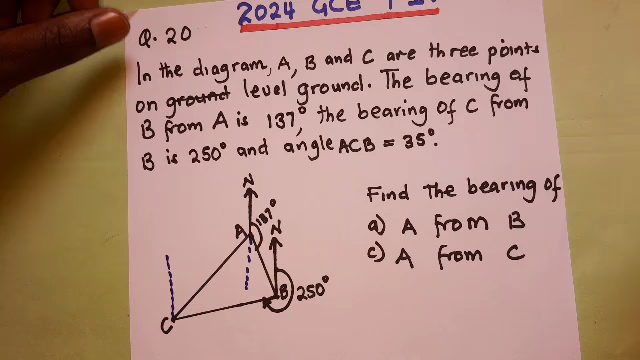 2024 GCE P 2.
Q. 20
In the diagram, A, B and C are three points
on ground level ground. The bearing of
B from A is 137°, the bearing of C from
B is 250° and angle ACB = 35°.
Find the bearing of
a) A from B
c) A from C
N
A
137°
N
B
250°
C